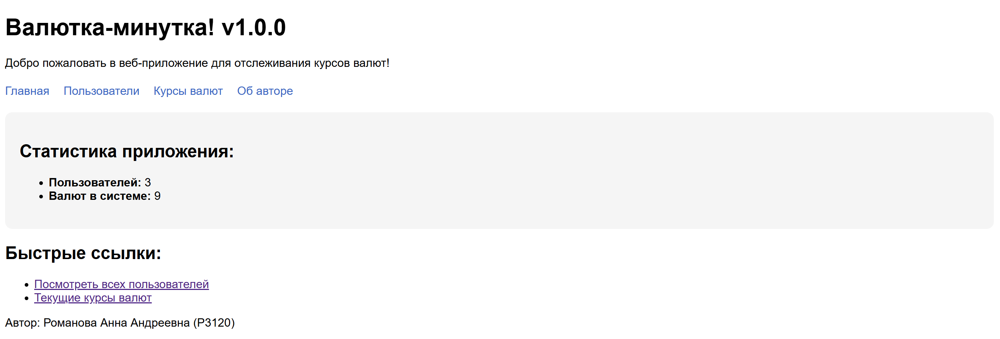 Валютка-минутка! v1.0.0
Добро пожаловать в веб-приложение для отслеживания курсов валют!
Главная Пользователи Курсы валют Об авторе
Статистика приложения:
Пользователей: 3
Валют в системе: 9
Быстрые ссылки:
Посмотреть всех пользователей
Текущие курсы валют
Автор: Романова Анна Андреевна (P3120)